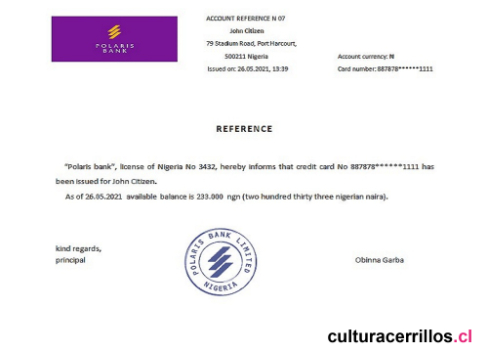 POLARIS
BANK
ACCOUNT REFERENCE N 07
John Citizen
79 Stadium Road, Port Harcourt,
500211 Nigeria
Issued on: 26.05.2021, 13:39
Account currency: ₦
Card number: 887878******1111
REFERENCE
"Polaris bank", license of Nigeria No 3432, hereby informs that credit card No 887878******1111 has
been issued for John Citizen.
As of 26.05.2021 available balance is 233.000 ngn (two hundred thirty three nigerian naira).
kind regards,
principal
POLARIS BANK LIMITED
NIGERIA
Obinna Garba
culturacerrillos.cl